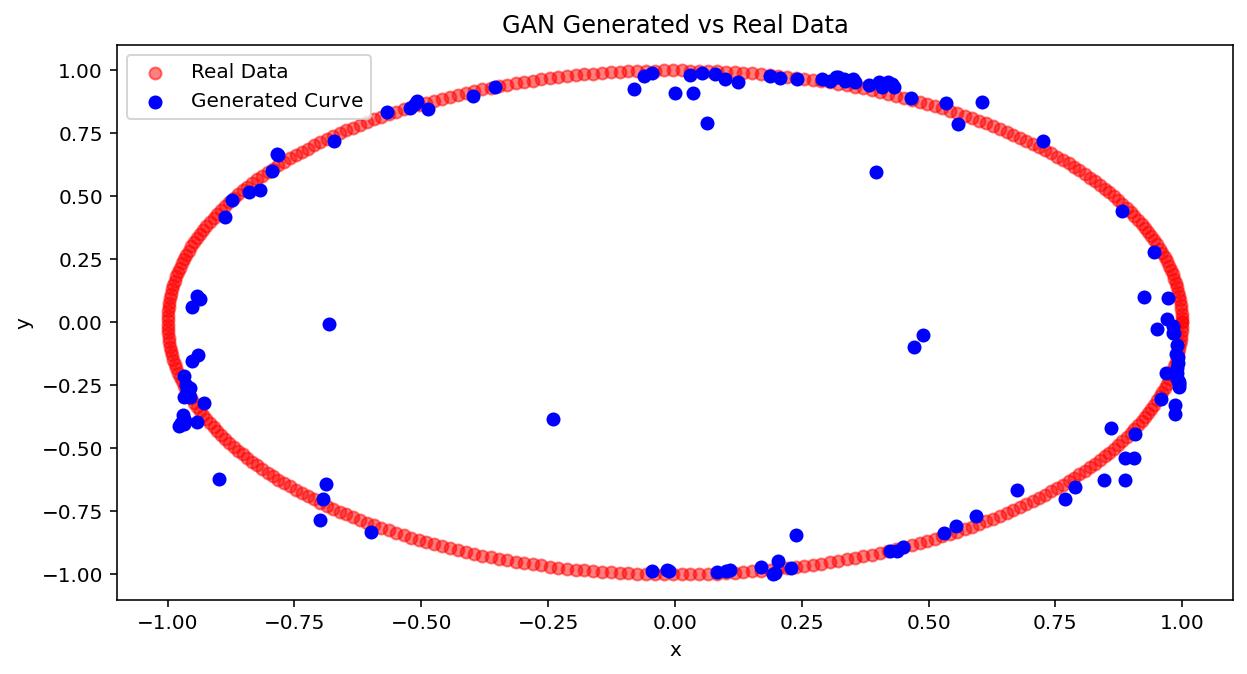 GAN Generated vs Real Data
Real Data
Generated Curve
1.00
0.75
0.50
0.25
0.00
−0.25
−0.50
−0.75
−1.00
y
−1.00 −0.75 −0.50 −0.25 0.00 0.25 0.50 0.75 1.00
x